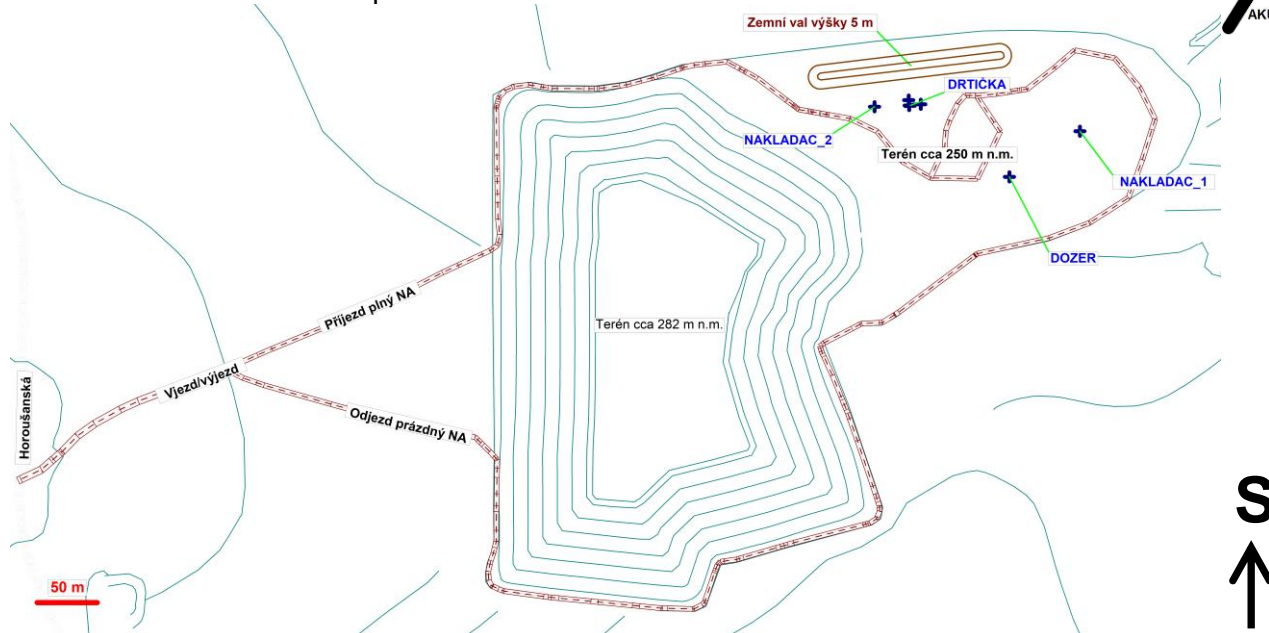 AKU
Zemní val výšky 5 m
DRTIČKA
NAKLADAC_2
Terén cca 250 m n.m.
NAKLADAC_1
DOZER
Příjezd plný NA
Terén cca 282 m n.m.
Vjezd/výjezd
Horoušanská
Odjezd prázdný NA
S
50 m